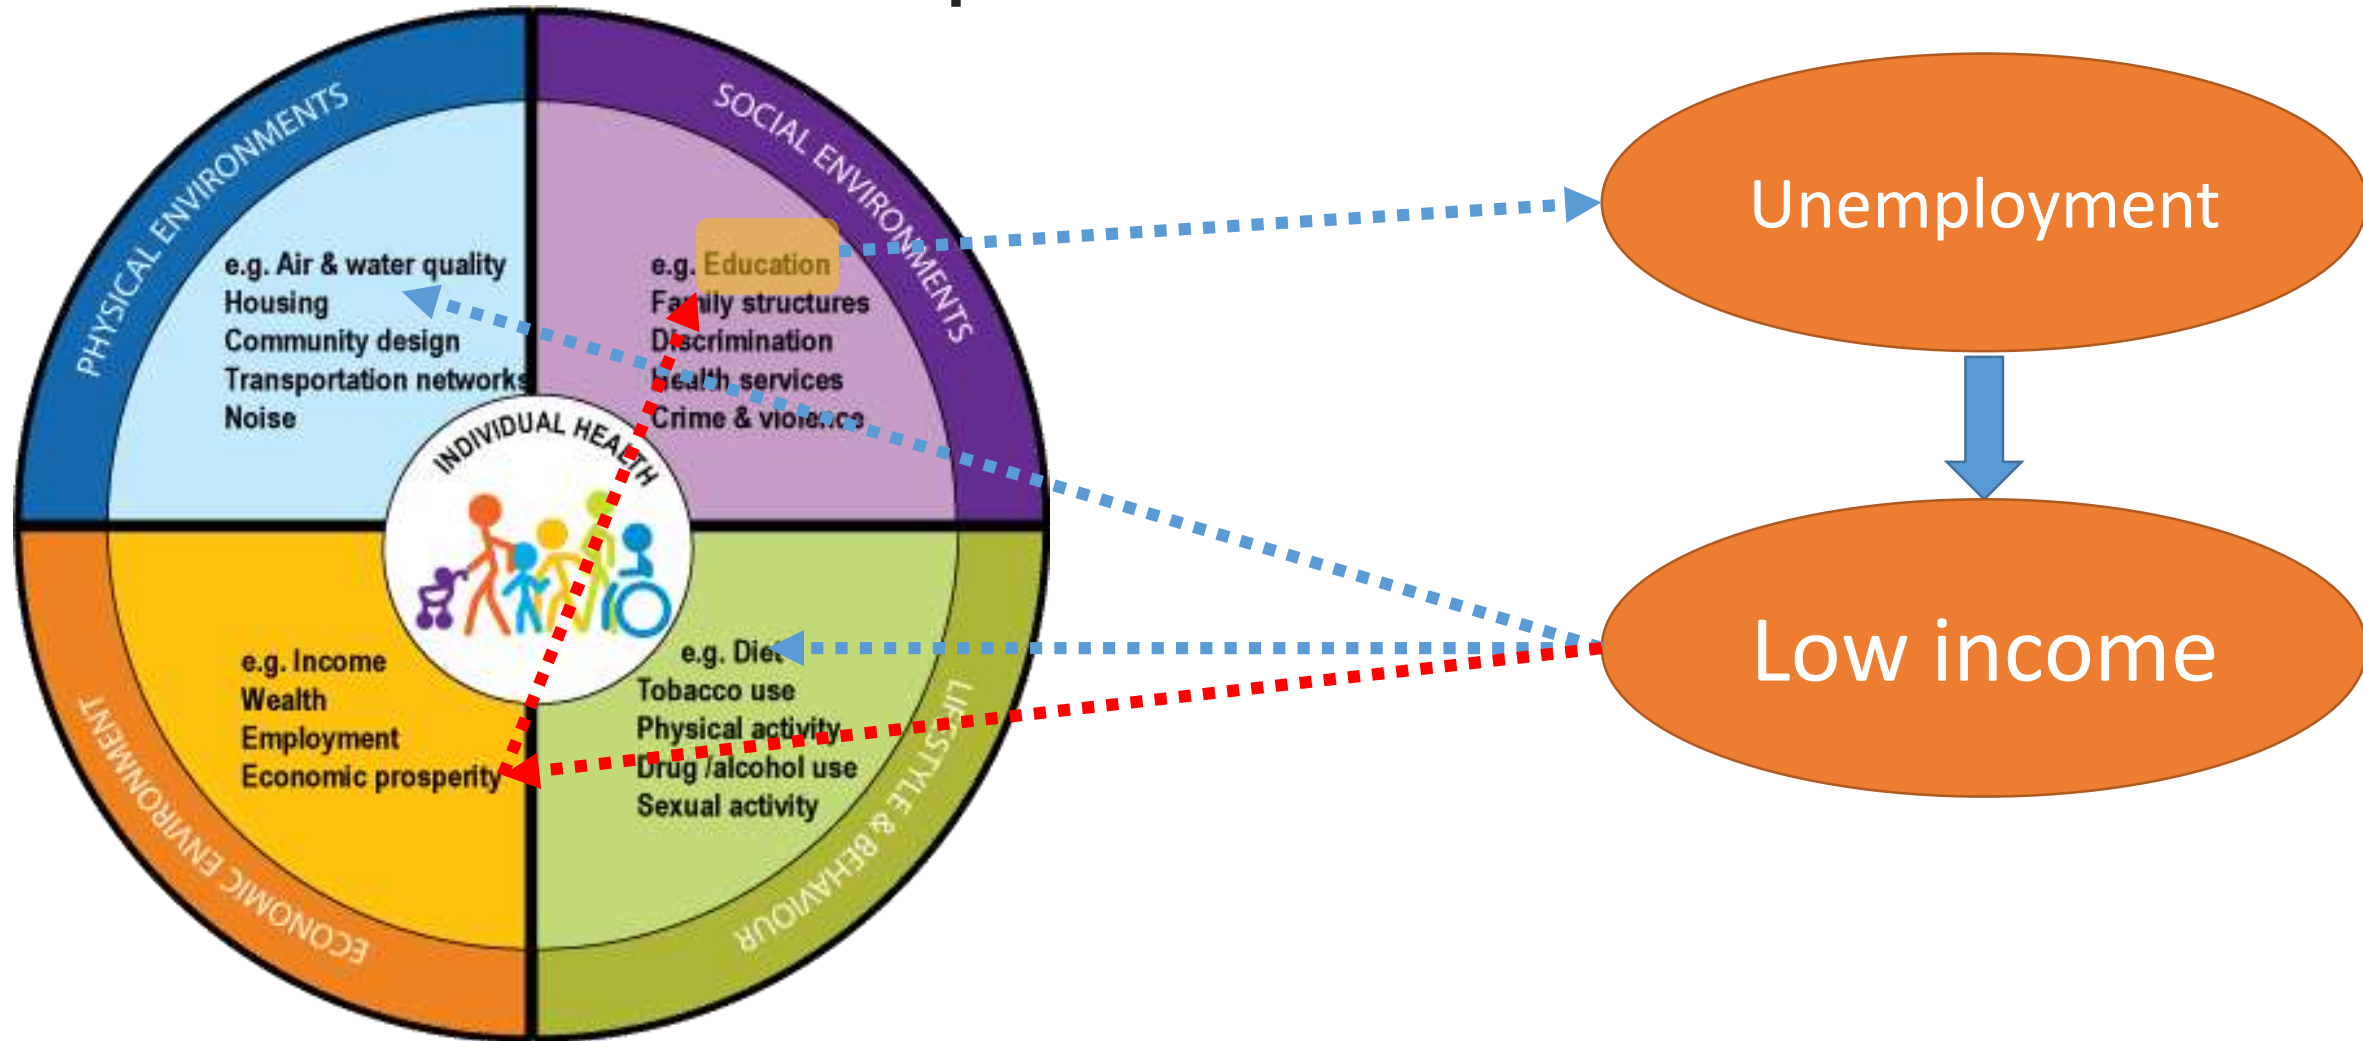 PHYSICAL ENVIRONMENTS
e.g. Air & water quality
Housing
Community design
Transportation networks
Noise
SOCIAL ENVIRONMENTS
e.g. Education
Family structures
Discrimination
Health services
Crime & violence
INDIVIDUAL HEALTH
e.g. Income
Wealth
Employment
Economic prosperity
ECONOMIC ENVIRONMENT
e.g. Diet
Tobacco use
Physical activity
Drug /alcohol use
Sexual activity
LIFESTYLE & BEHAVIOUR
Unemployment
Low income